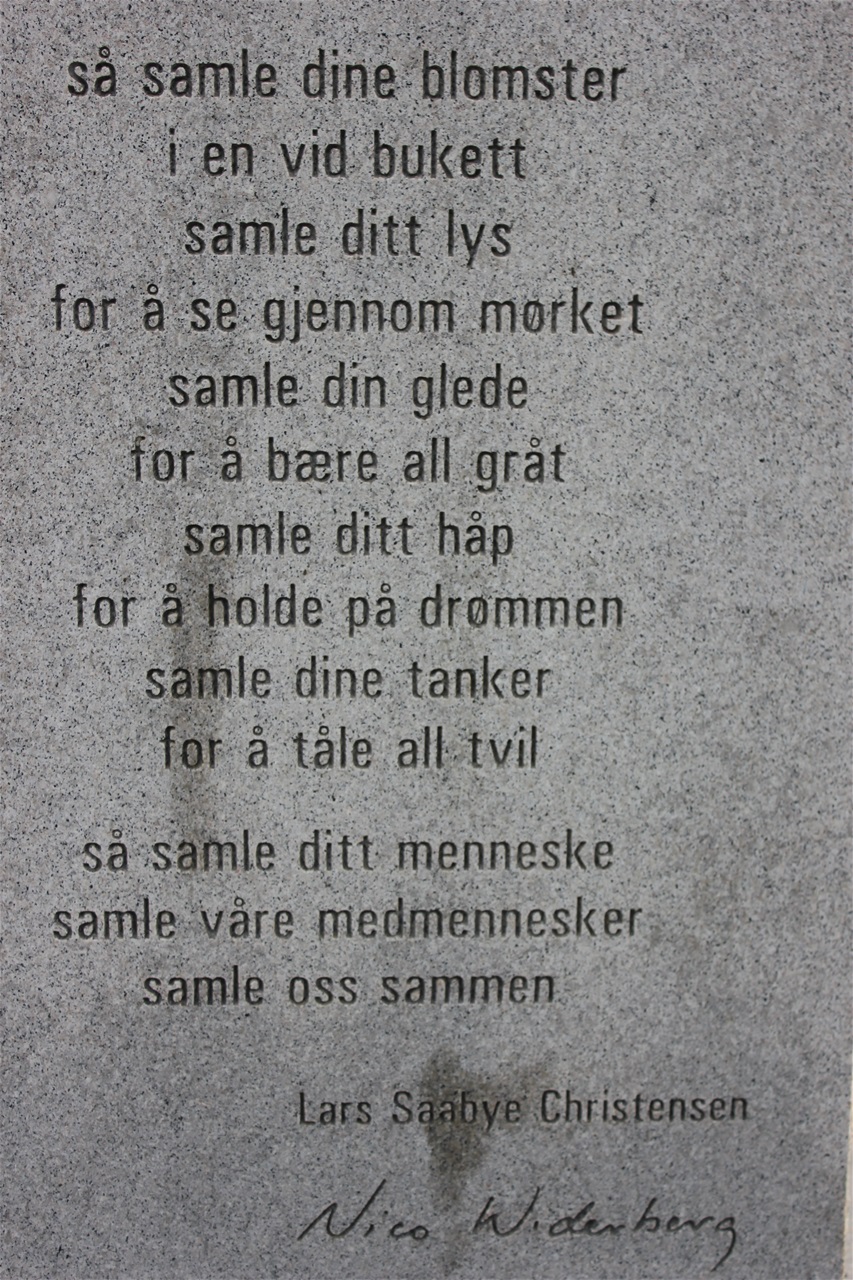 så samle dine blomster
i en vid bukett
samle ditt lys
for å se gjennom mørket
samle din glede
for å bære all gråt
samle ditt håp
for å holde på drømmen
samle dine tanker
for å tåle all tvil
så samle ditt menneske
samle våre medmennesker
samle oss sammen
Lars Saabye Christensen
Nico Widerberg